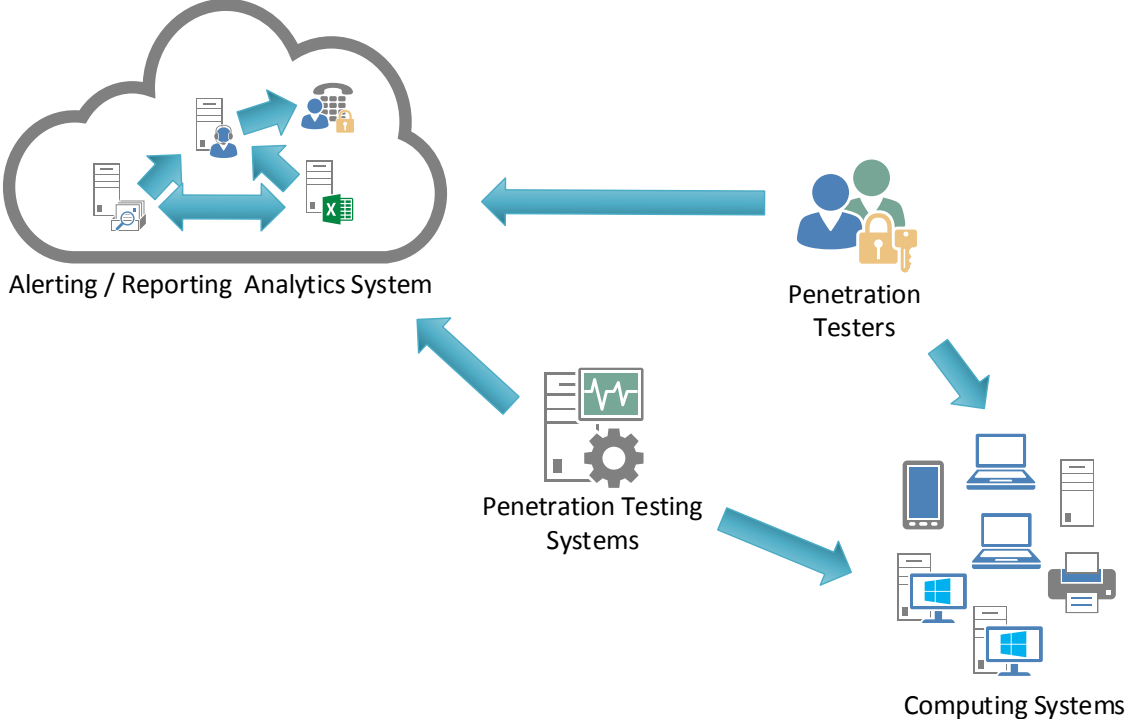 X
Alerting / Reporting  Analytics System
Penetration
Testers
Penetration Testing
Systems
Computing Systems